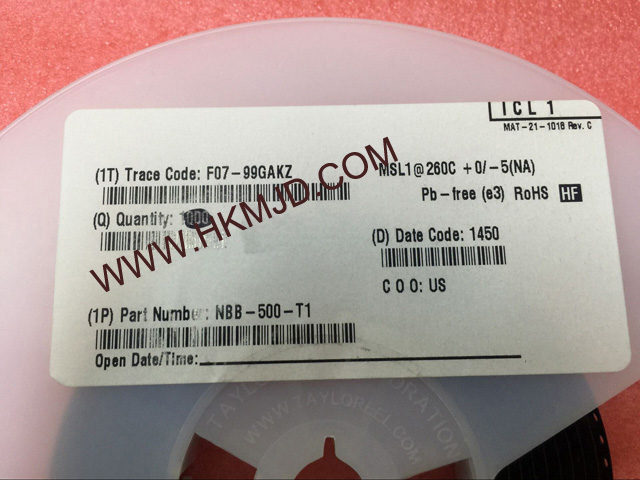 ICL 1
MAT-21-1018 Rev. C
(1T) Trace Code: F07-99GAKZ
MSL1@260C +0/-5(NA)
Pb-free (e3) RoHS HF
(Q) Quantity: 1000
(D) Date Code: 1450
COO: US
WWW.HKMJD.COM
(1P) Part Number: NBB-500-T1
Open Date/Time:
WWW.TAYLOREEL.COM